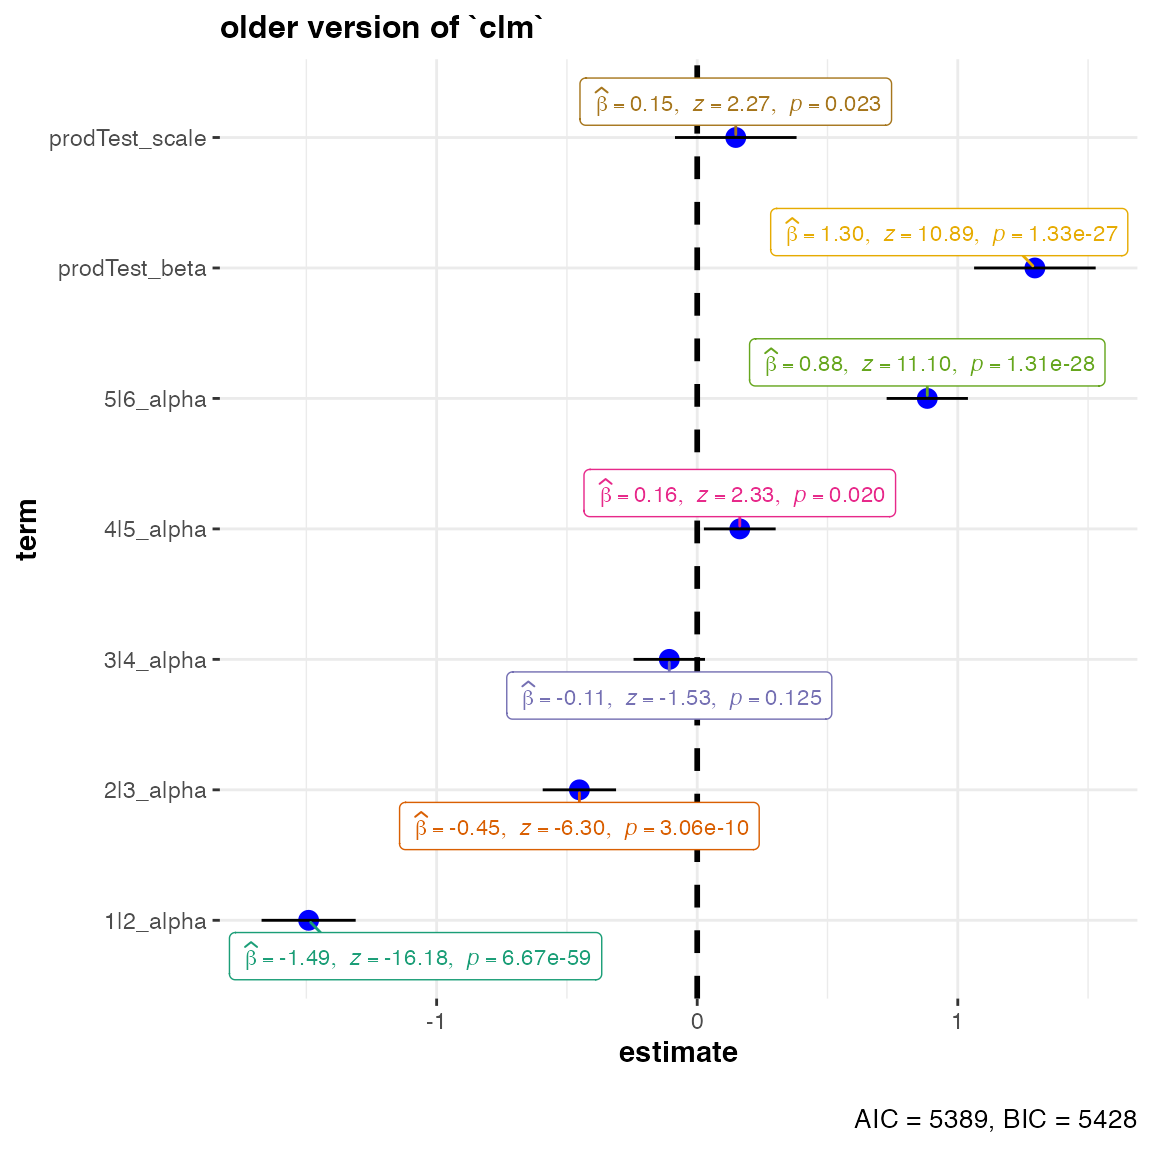 older version of `clm`
prodTest_scale
β̂ = 0.15, z = 2.27, p = 0.023
prodTest_beta
β̂ = 1.30, z = 10.89, p = 1.33e-27
5|6_alpha
β̂ = 0.88, z = 11.10, p = 1.31e-28
4|5_alpha
β̂ = 0.16, z = 2.33, p = 0.020
term
3|4_alpha
β̂ = -0.11, z = -1.53, p = 0.125
2|3_alpha
β̂ = -0.45, z = -6.30, p = 3.06e-10
1|2_alpha
β̂ = -1.49, z = -16.18, p = 6.67e-59
-1 0 1
estimate
AIC = 5389, BIC = 5428